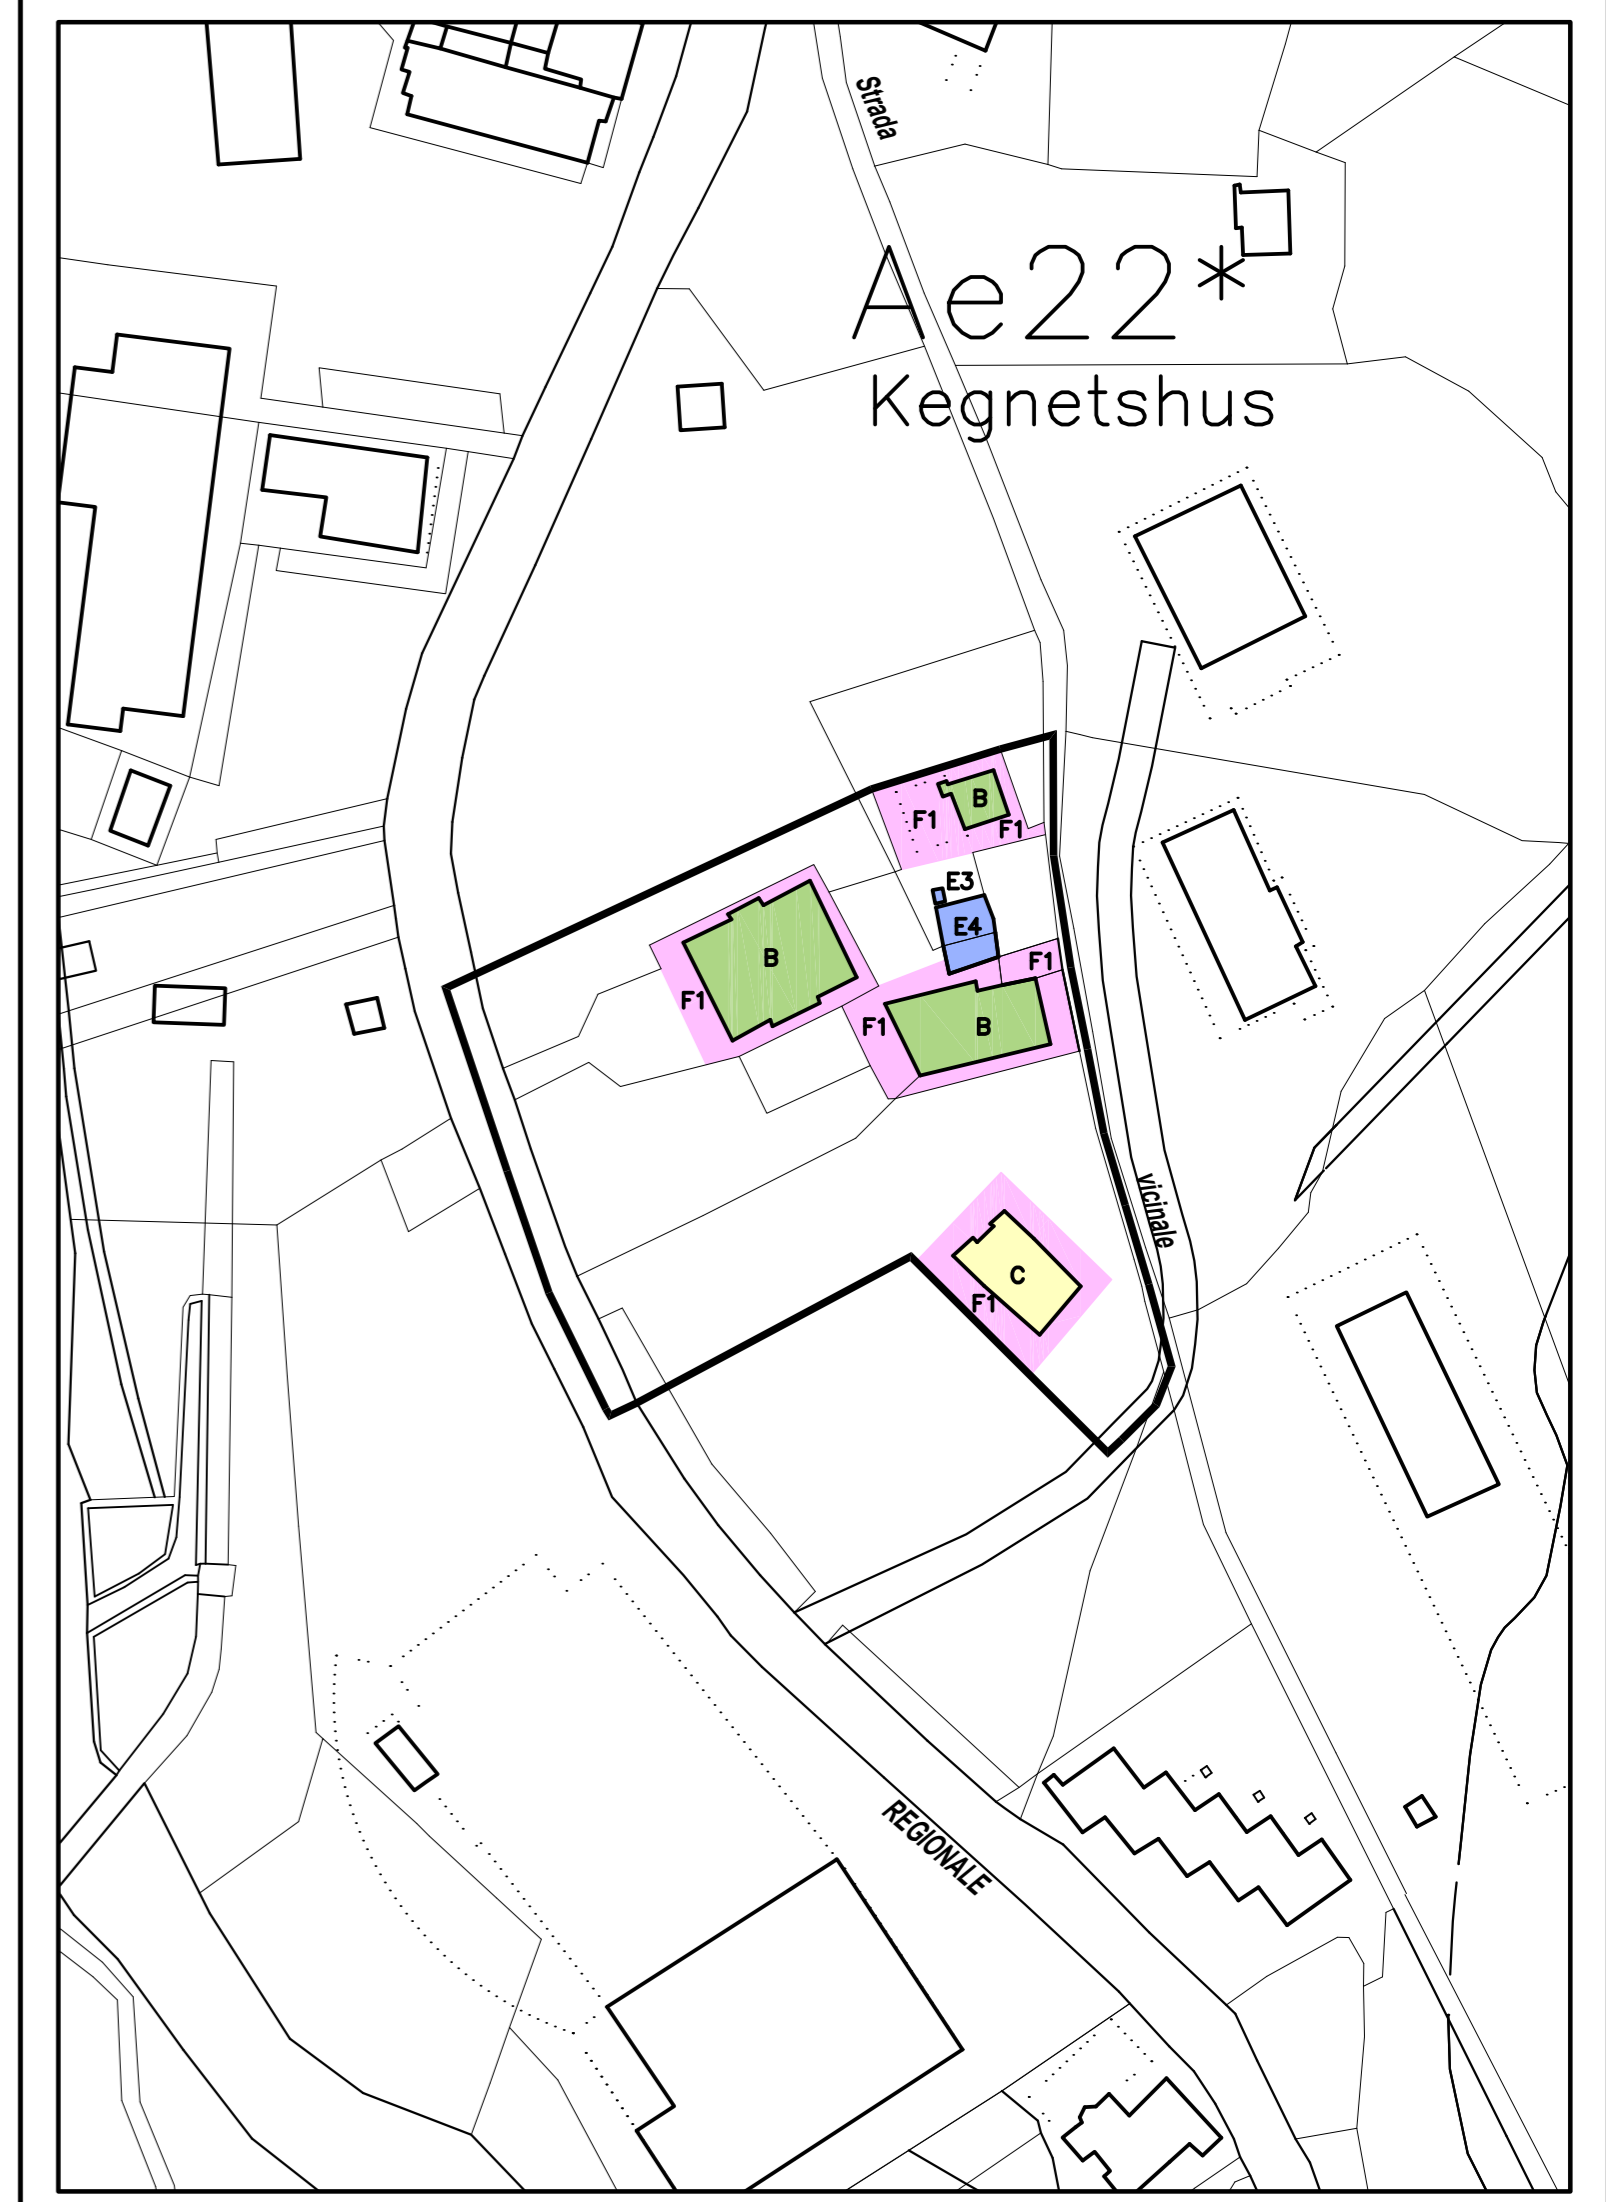 Strada
Ae22*
Kegnetshus
B
F1
F1
E3
E4
B
F1
F1
F1
B
vicinale
C
F1
REGIONALE